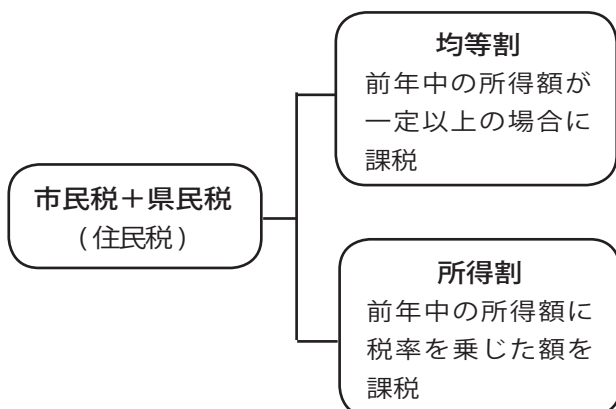 市民税＋県民税
（住民税）
均等割
前年中の所得額が
一定以上の場合に
課税
所得割
前年中の所得額に
税率を乗じた額を
課税